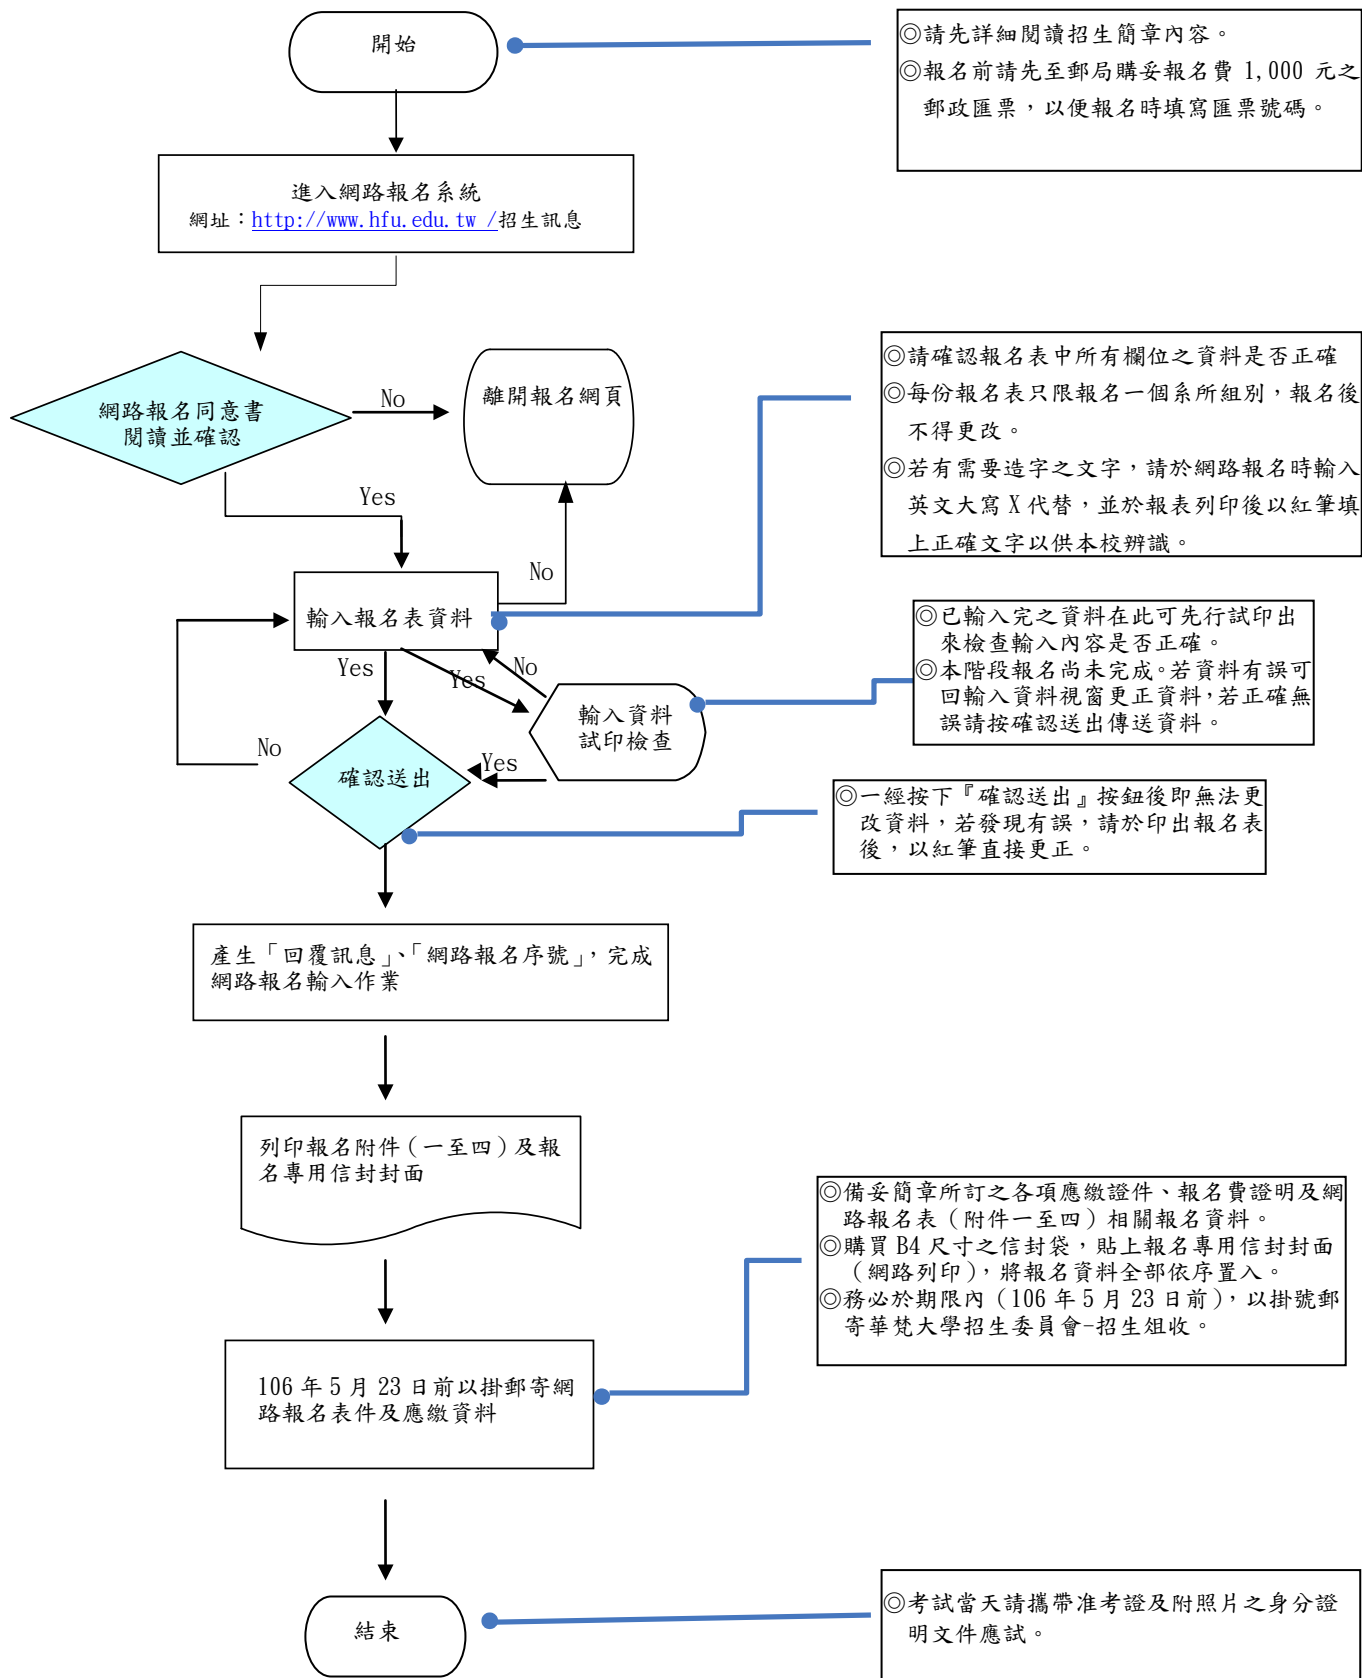 開始
◎請先詳細閱讀招生簡章內容。
◎報名前請先至郵局購妥報名費 1,000 元之
郵政匯票，以便報名時填寫匯票號碼。
進入網路報名系統
網址：http://www.hfu.edu.tw /招生訊息
網路報名同意書
閱讀並確認
No
離開報名網頁
◎請確認報名表中所有欄位之資料是否正確
◎每份報名表只限報名一個系所組別，報名後
不得更改。
◎若有需要造字之文字，請於網路報名時輸入
英文大寫 X 代替，並於報表列印後以紅筆填
上正確文字以供本校辨識。
Yes
No
輸入報名表資料
Yes
Yes
No
◎已輸入完之資料在此可先行試印出
來檢查輸入內容是否正確。
◎本階段報名尚未完成。若資料有誤可
回輸入資料視窗更正資料，若正確無
誤請按確認送出傳送資料。
輸入資料
試印檢查
No
Yes
確認送出
◎一經按下『確認送出』按鈕後即無法更
改資料，若發現有誤，請於印出報名表
後，以紅筆直接更正。
產生「回覆訊息」、「網路報名序號」，完成
網路報名輸入作業
列印報名附件（一至四）及報
名專用信封封面
◎備妥簡章所訂之各項應繳證件、報名費證明及網
路報名表（附件一至四）相關報名資料。
◎購買 B4 尺寸之信封袋，貼上報名專用信封封面
（網路列印），將報名資料全部依序置入。
◎務必於期限內（106 年 5 月 23 日前），以掛號郵
寄華梵大學招生委員會-招生俎收。
106 年 5 月 23 日前以掛郵寄網
路報名表件及應繳資料
結束
◎考試當天請攜帶准考證及附照片之身分證
明文件應試。